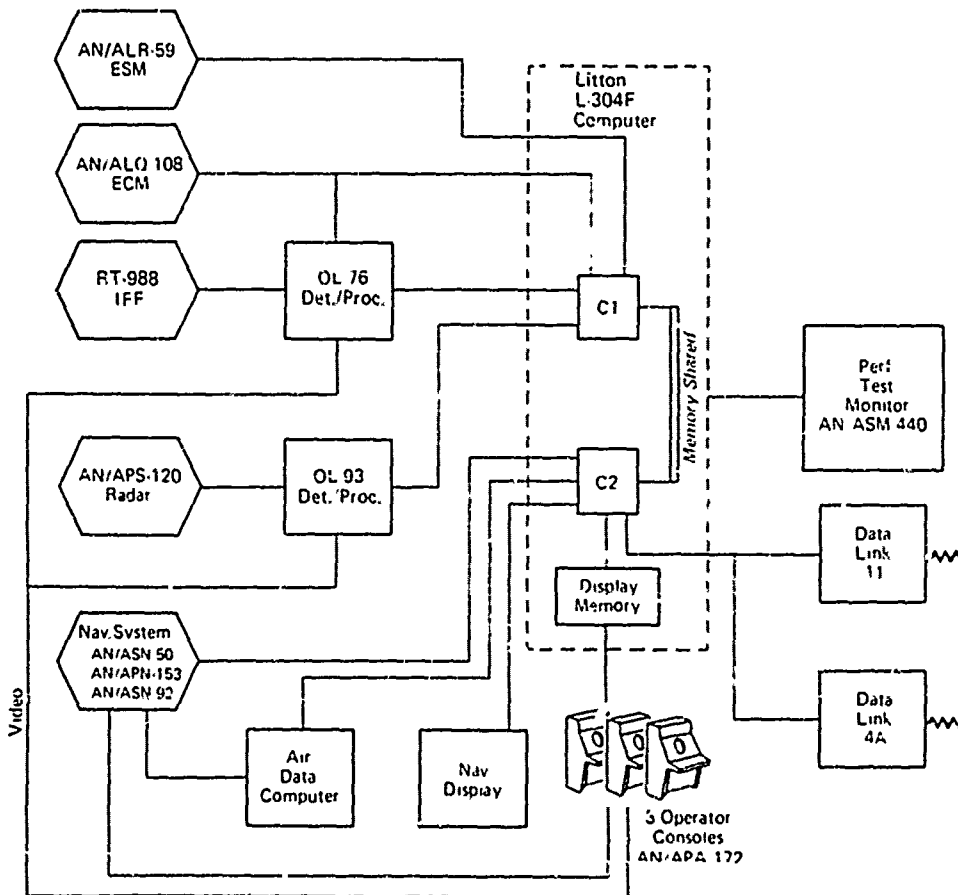 AN/ALR-59
ESM
Litton
L-304F
Computer
AN/ALQ 108
ECM
RT-988
IFF
OL 76
Det./Proc.
C1
Memory Shared
Perf
Test
Monitor
AN ASM 440
AN/APS-120
Radar
OL 93
Det./Proc.
C2
Data
Link
11
Display
Memory
Nav. System
AN/ASN 50
AN/APN-153
AN/ASN 92
Video
Air
Data
Computer
Nav
Display
Data
Link
4A
3 Operator
Consoles
AN/APA 172